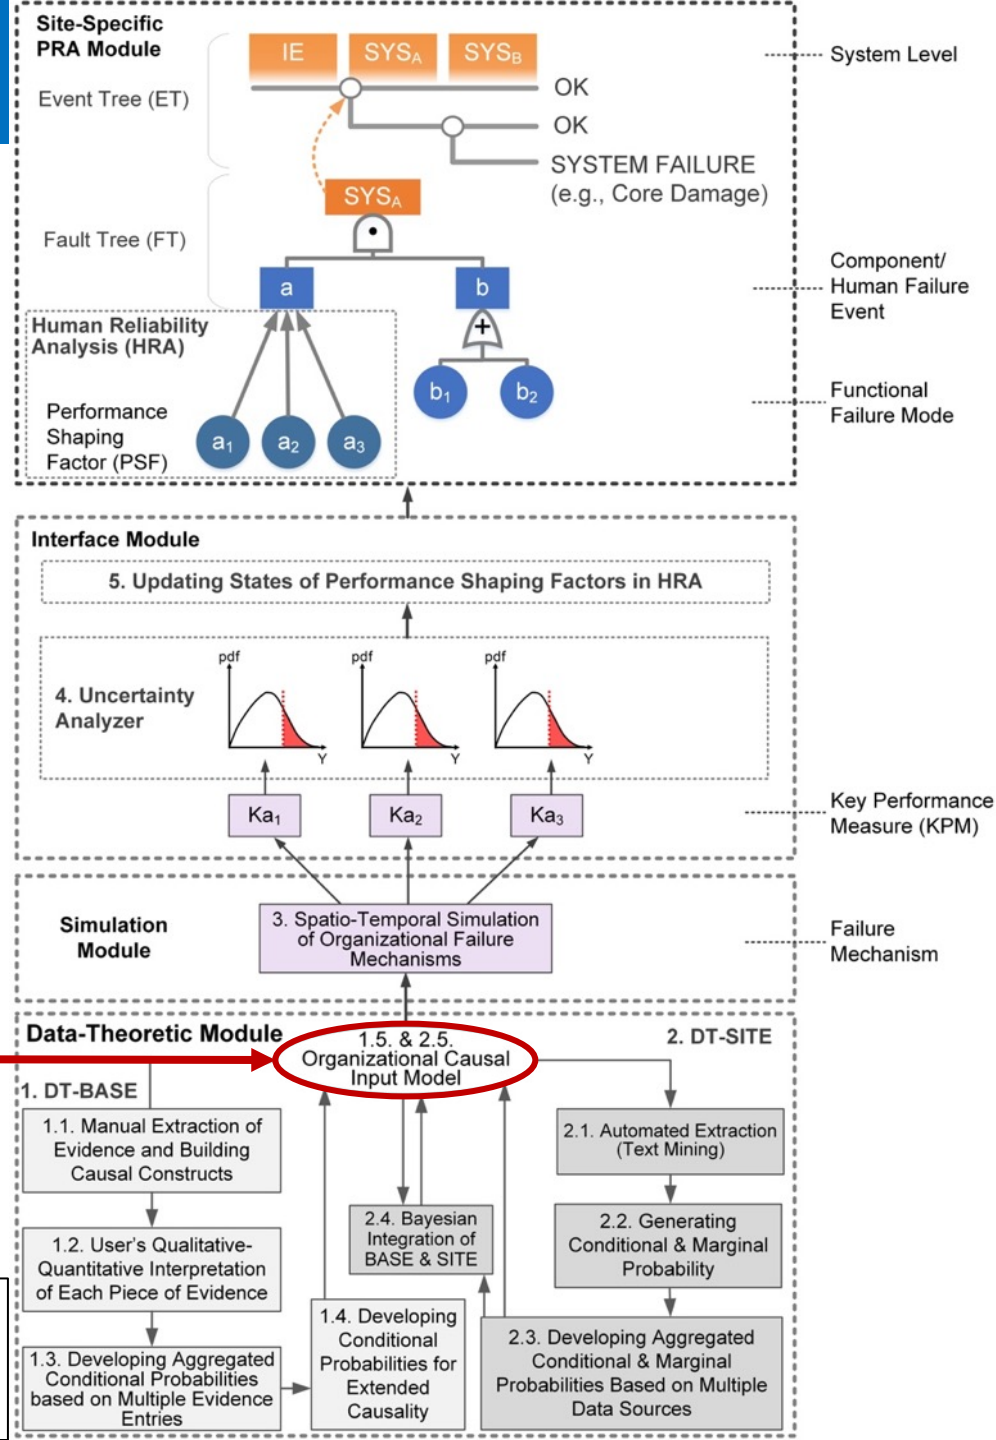 Site-Specific
PRA Module
IE
SYSA
SYSB
System Level
Event Tree (ET)
OK
OK
SYSTEM FAILURE
(e.g., Core Damage)
SYSA
Fault Tree (FT)
a
b
Component/
Human Failure
Event
Human Reliability
Analysis (HRA)
+
Performance
Shaping
Factor (PSF)
a1
a2
a3
b1
b2
Functional
Failure Mode
Interface Module
5. Updating States of Performance Shaping Factors in HRA
4. Uncertainty
Analyzer
pdf
Y
pdf
Y
pdf
Y
Ka1
Ka2
Ka3
Key Performance
Measure (KPM)
Simulation
Module
3. Spatio-Temporal Simulation
of Organizational Failure
Mechanisms
Failure
Mechanism
Data-Theoretic Module
1.5. & 2.5.
Organizational Causal
Input Model
2. DT-SITE
1. DT-BASE
1.1. Manual Extraction of
Evidence and Building
Causal Constructs
2.1. Automated Extraction
(Text Mining)
1.2. User's Qualitative-
Quantitative Interpretation
of Each Piece of Evidence
2.4. Bayesian
Integration of
BASE & SITE
2.2. Generating
Conditional & Marginal
Probability
1.3. Developing Aggregated
Conditional Probabilities
based on Multiple Evidence
Entries
1.4. Developing
Conditional
Probabilities for
Extended
Causality
2.3. Developing Aggregated
Conditional & Marginal
Probabilities Based on Multiple
Data Sources